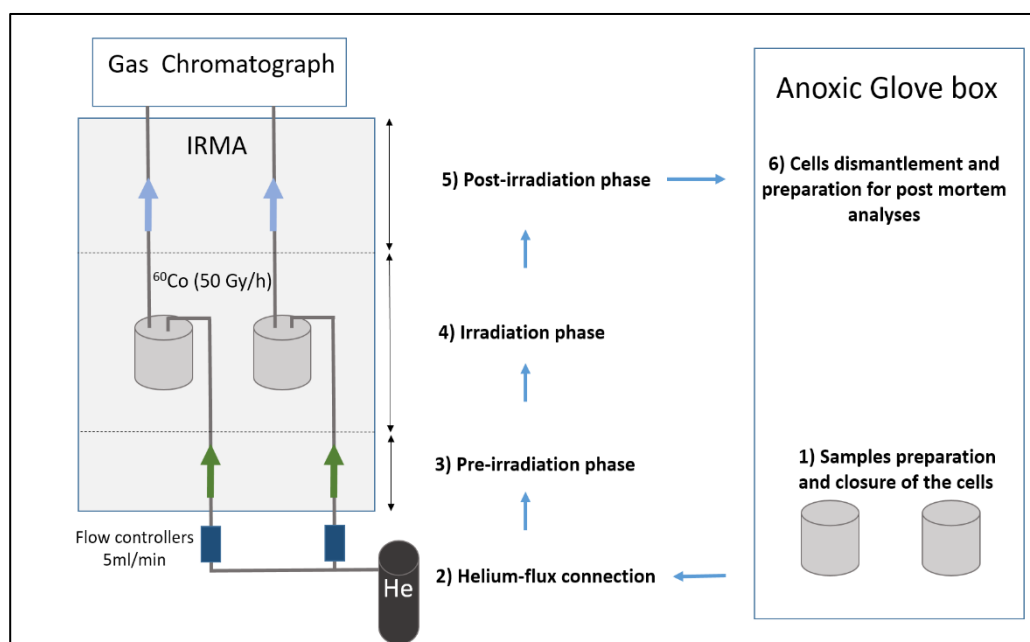 Gas Chromatograph
IRMA
⁶⁰Co (50 Gy/h)
Flow controllers
5ml/min
He
5) Post-irradiation phase
4) Irradiation phase
3) Pre-irradiation phase
2) Helium-flux connection
Anoxic Glove box
6) Cells dismantlement and
preparation for post mortem
analyses
1) Samples preparation
and closure of the cells